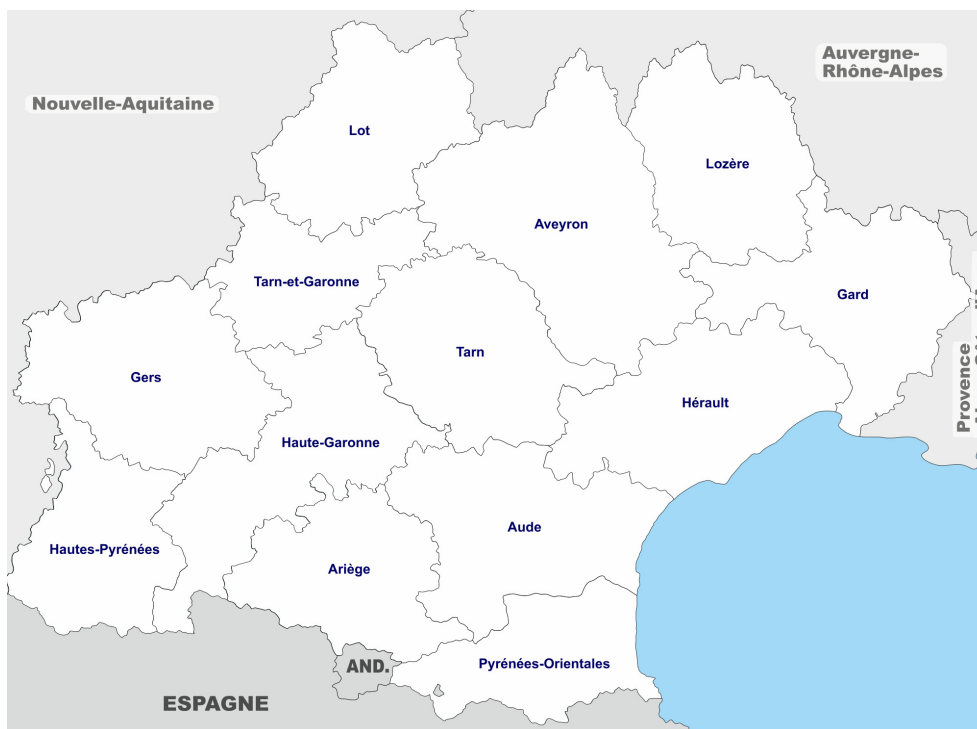 Auvergne-
Rhône-Alpes
Nouvelle-Aquitaine
Lot
Lozère
Aveyron
Tarn-et-Garonne
Gard
Tarn
Gers
Hérault
Haute-Garonne
Provence
Aude
Hautes-Pyrénées
Ariège
Pyrénées-Orientales
AND.
ESPAGNE